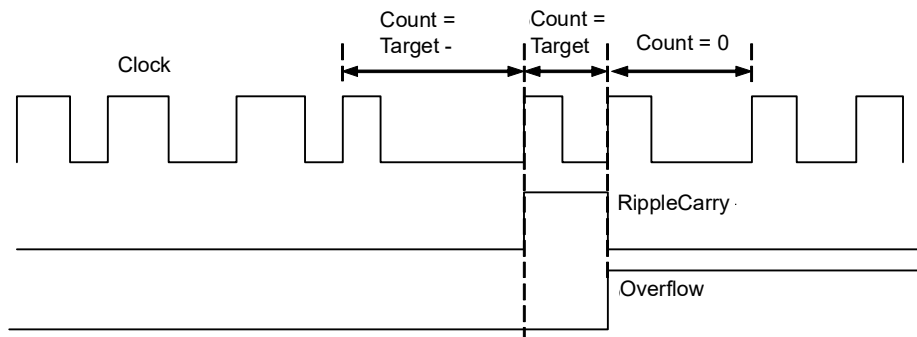 Count =
Target -
Count =
Target
Count = 0
Clock
RippleCarry
Overflow